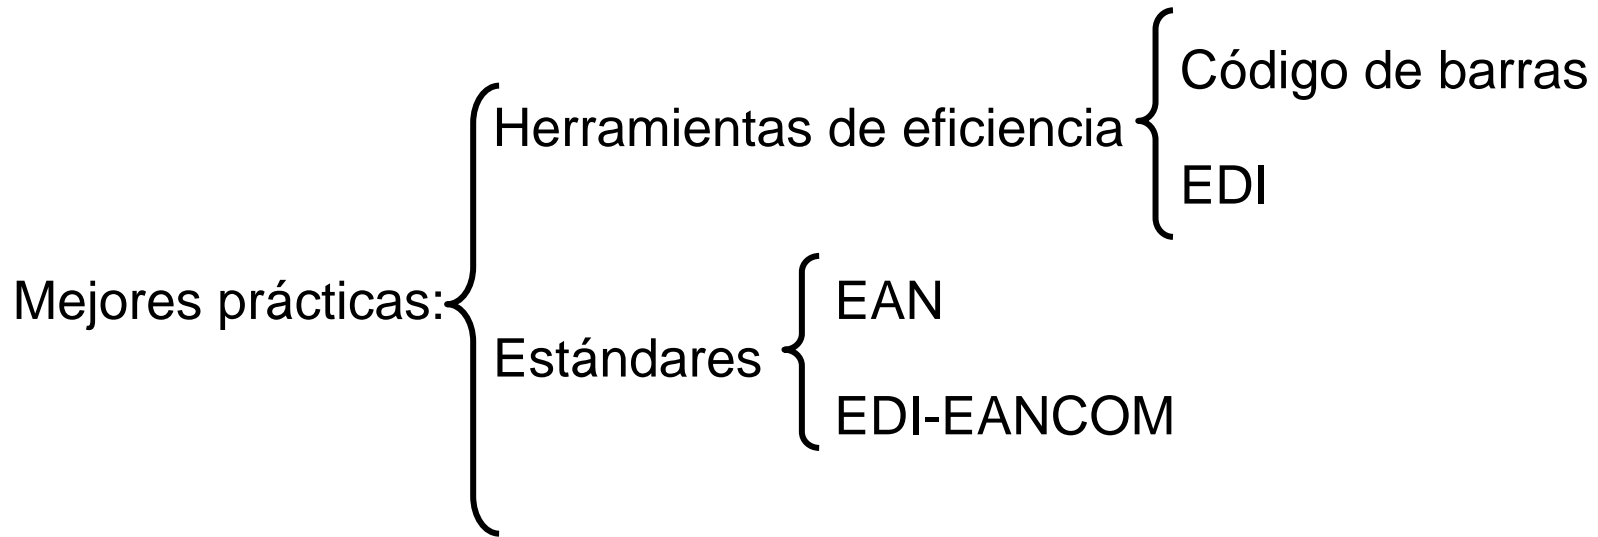 Mejores prácticas:
Herramientas de eficiencia
Código de barras
EDI
Estándares
EAN
EDI-EANCOM